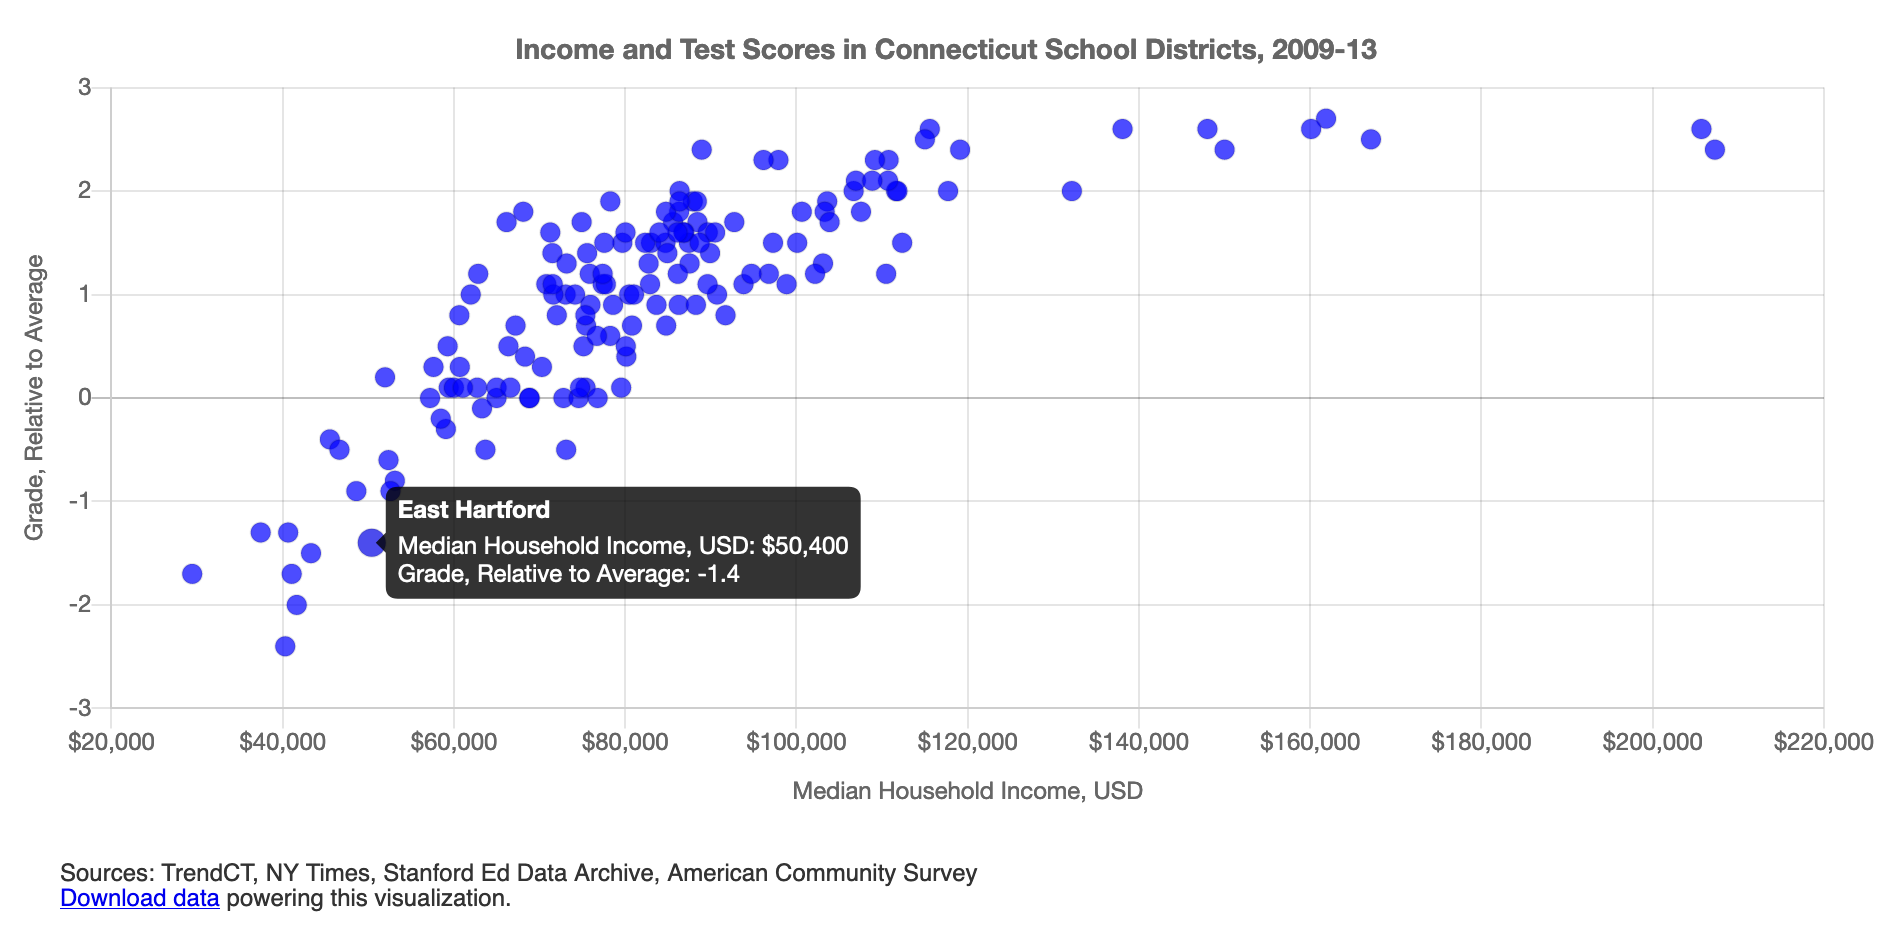 Income and Test Scores in Connecticut School Districts, 2009-13
3
2
1
0
-1
-2
-3
Grade, Relative to Average
East Hartford
Median Household Income, USD: $50,400
Grade, Relative to Average: -1.4
$20,000 $40,000 $60,000 $80,000 $100,000 $120,000 $140,000 $160,000 $180,000 $200,000 $220,000
Median Household Income, USD
Sources: TrendCT, NY Times, Stanford Ed Data Archive, American Community Survey
Download data powering this visualization.